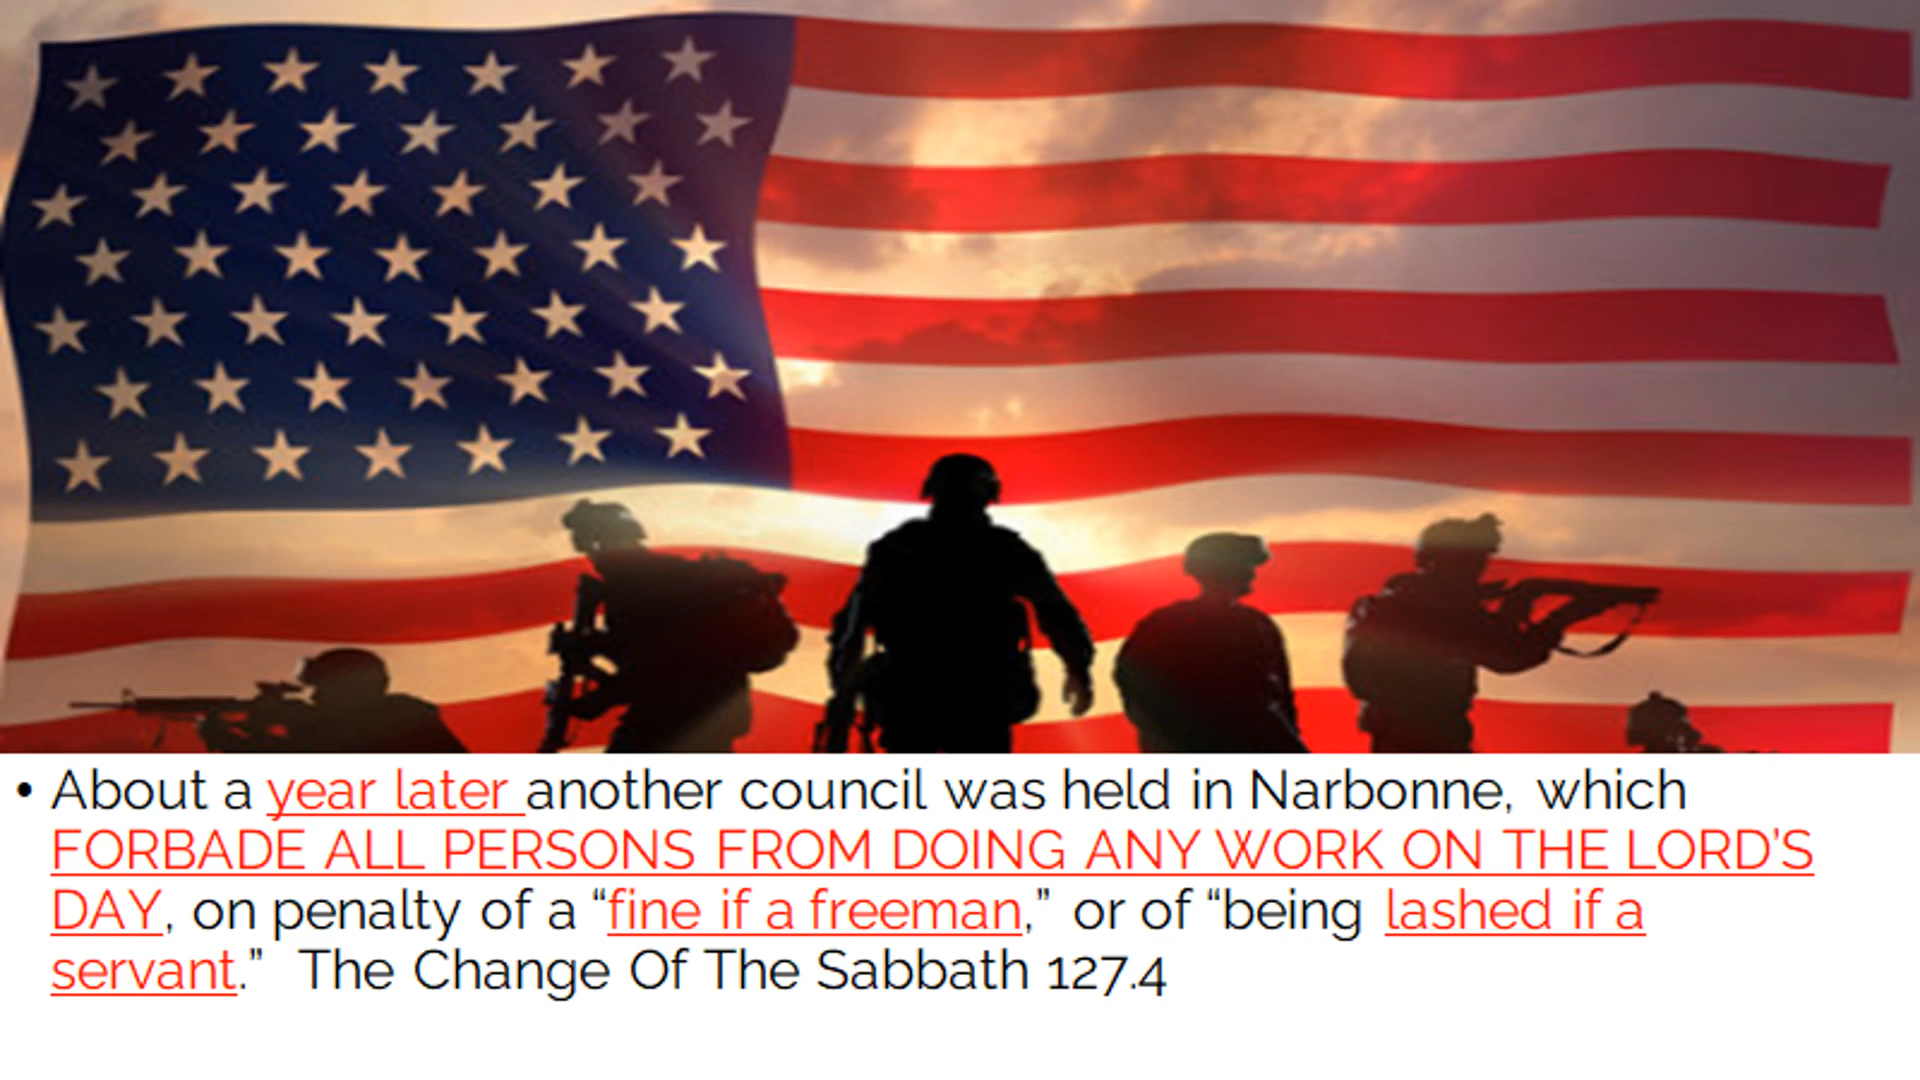 • About a year later another council was held in Narbonne, which
FORBADE ALL PERSONS FROM DOING ANY WORK ON THE LORD’S
DAY, on penalty of a “fine if a freeman,” or of “being lashed if a
servant.” The Change Of The Sabbath 127.4